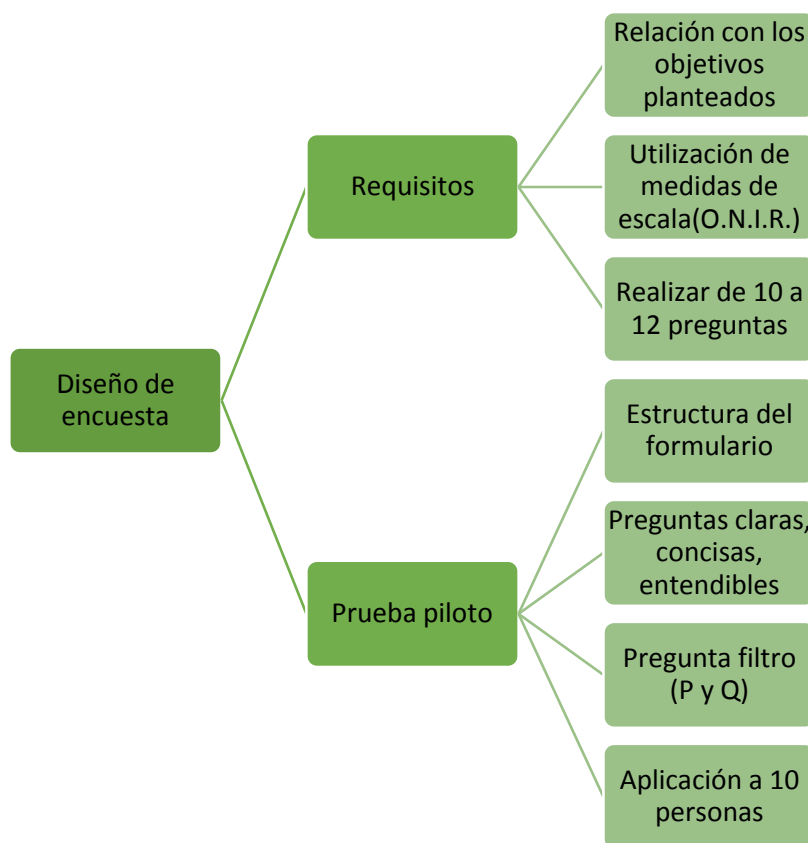 Diseño de
encuesta
Requisitos
Relación con los
objetivos
planteados
Utilización de
medidas de
escala(O.N.I.R.)
Realizar de 10 a
12 preguntas
Prueba piloto
Estructura del
formulario
Preguntas claras,
concisas,
entendibles
Pregunta filtro
(P y Q)
Aplicación a 10
personas